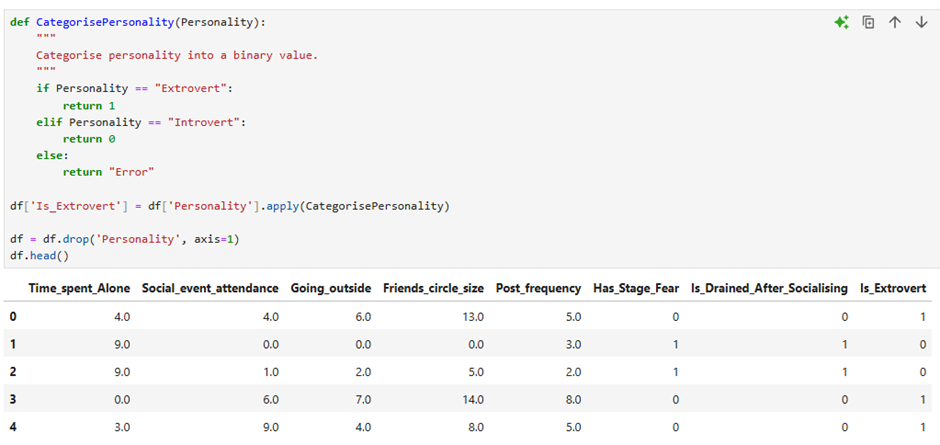 def CategorisePersonality(Personality):
    """
    Categorise personality into a binary value.
    """
    if Personality == "Extrovert":
        return 1
    elif Personality == "Introvert":
        return 0
    else:
        return "Error"

df['Is_Extrovert'] = df['Personality'].apply(CategorisePersonality)

df = df.drop('Personality', axis=1)
df.head()
Time_spent_Alone Social_event_attendance Going_outside Friends_circle_size Post_frequency Has_Stage_Fear Is_Drained_After_Socialising Is_Extrovert
0 4.0 4.0 6.0 13.0 5.0 0 0 1
1 9.0 0.0 0.0 0.0 3.0 1 1 0
2 9.0 1.0 2.0 5.0 2.0 1 1 0
3 0.0 6.0 7.0 14.0 8.0 0 0 1
4 3.0 9.0 4.0 8.0 5.0 0 0 1